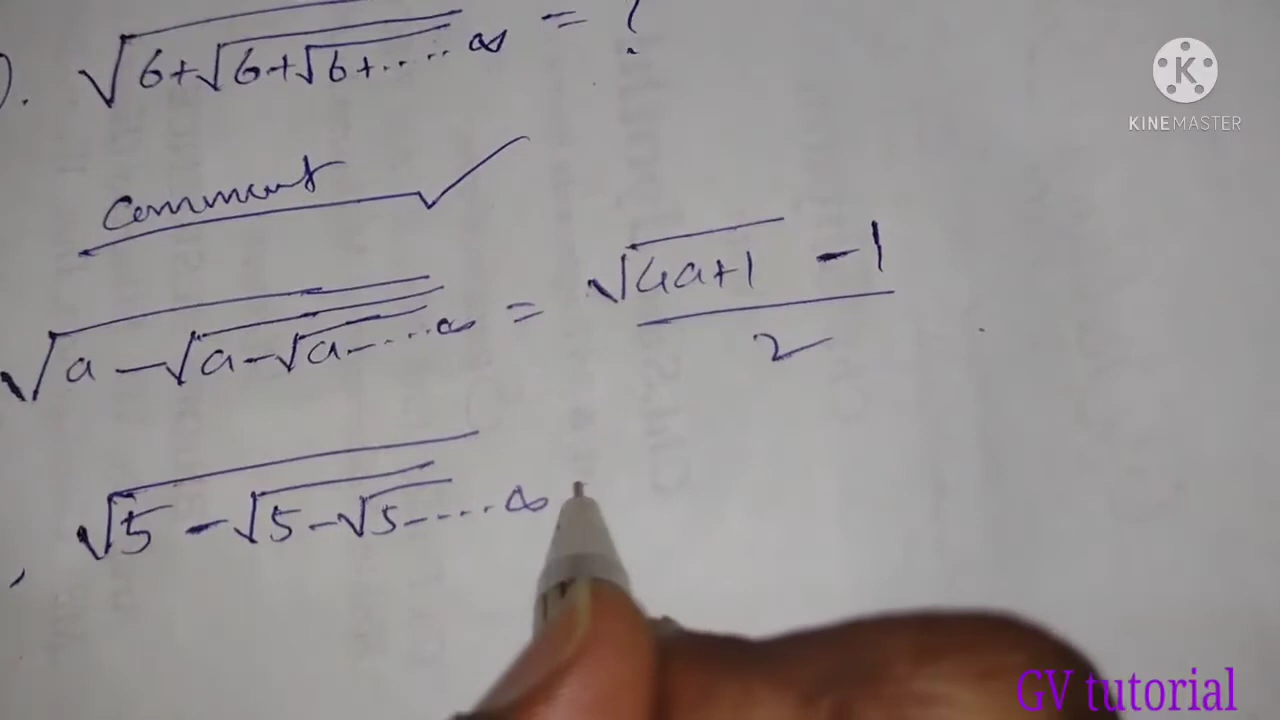 ). √6+√6+√6+..... ∞ = ?
K
KINEMASTER
Comment ✓
√a-√a-√a-....∞ = √4a+1 -1 / 2
, √5-√5-√5-....∞
GV tutorial